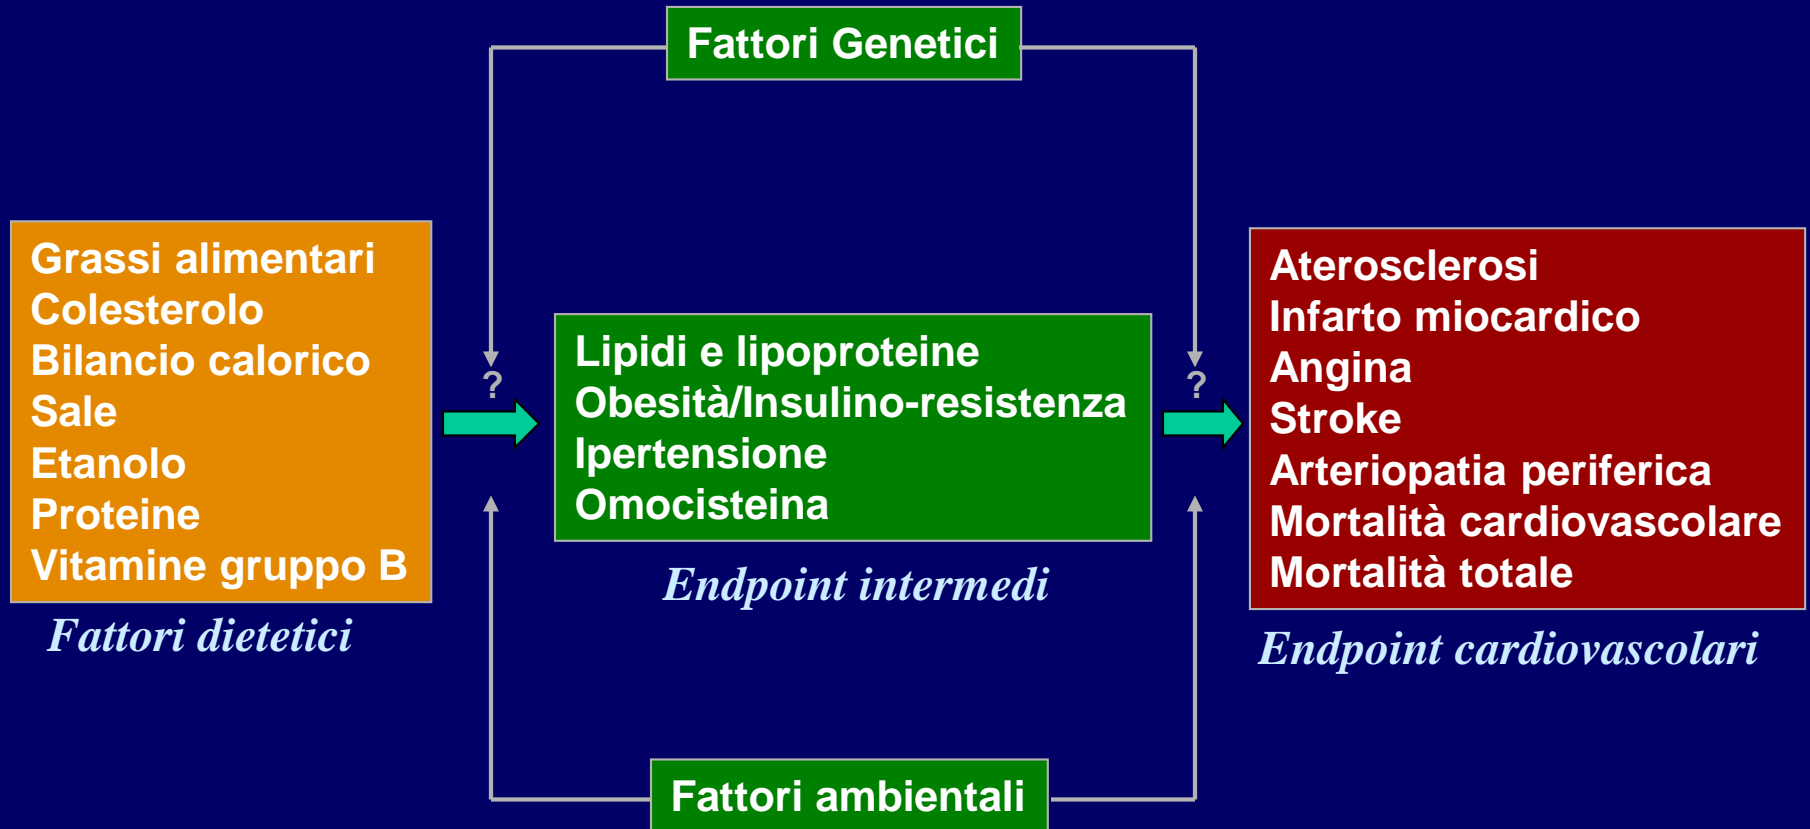 Fattori Genetici
Grassi alimentari
Colesterolo
Bilancio calorico
Sale
Etanolo
Proteine
Vitamine gruppo B
Fattori dietetici
?
Lipidi e lipoproteine
Obesità/Insulino-resistenza
Ipertensione
Omocisteina
Endpoint intermedi
?
Aterosclerosi
Infarto miocardico
Angina
Stroke
Arteriopatia periferica
Mortalità cardiovascolare
Mortalità totale
Endpoint cardiovascolari
Fattori ambientali